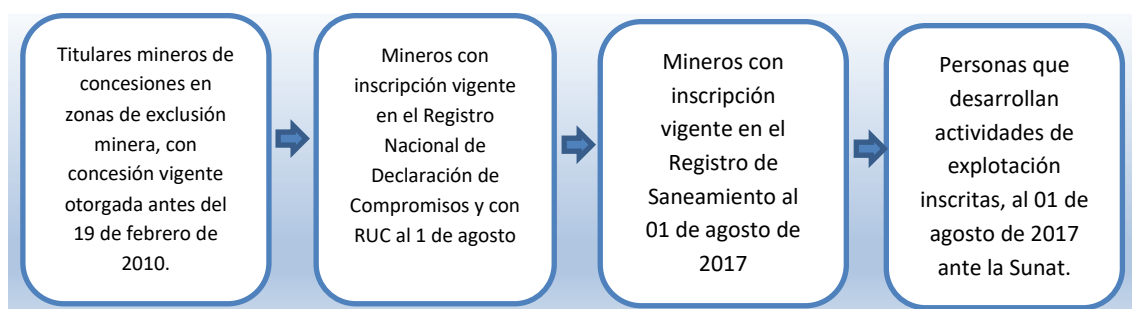 Titulares mineros de
concesiones en
zonas de exclusión
minera, con
concesión vigente
otorgada antes del
19 de febrero de
2010.
Mineros con
inscripción vigente
en el Registro
Nacional de
Declaración de
Compromisos y con
RUC al 1 de agosto
Mineros con
inscripción
vigente en el
Registro de
Saneamiento al
01 de agosto de
2017
Personas que
desarrollan
actividades de
explotación
inscritas, al 01 de
agosto de 2017
ante la Sunat.